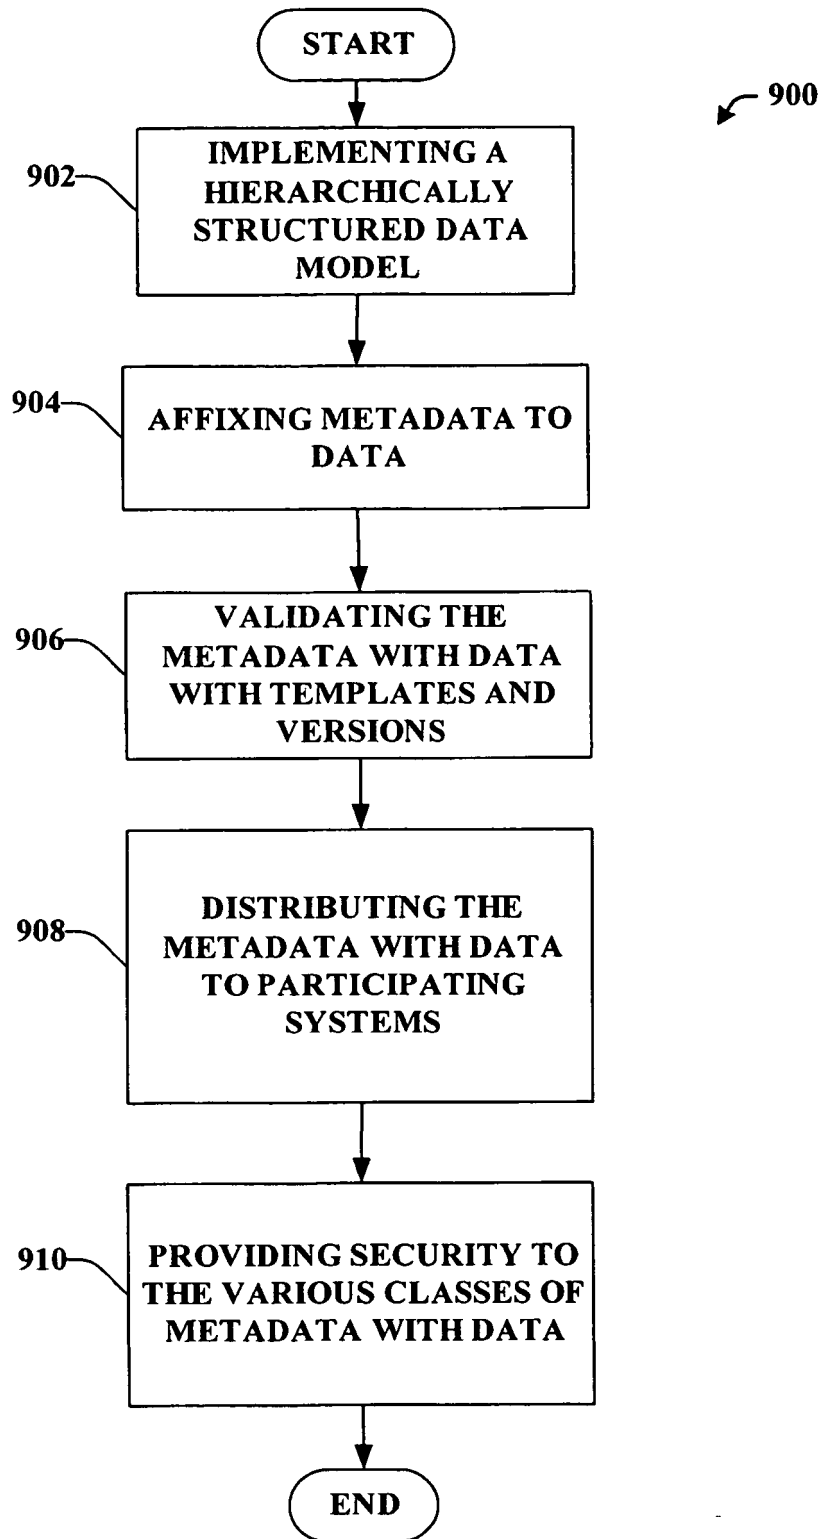 START
900
902
IMPLEMENTING A
HIERARCHICALLY
STRUCTURED DATA
MODEL
904
AFFIXING METADATA TO
DATA
906
VALIDATING THE
METADATA WITH DATA
WITH TEMPLATES AND
VERSIONS
908
DISTRIBUTING THE
METADATA WITH DATA
TO PARTICIPATING
SYSTEMS
910
PROVIDING SECURITY TO
THE VARIOUS CLASSES OF
METADATA WITH DATA
END